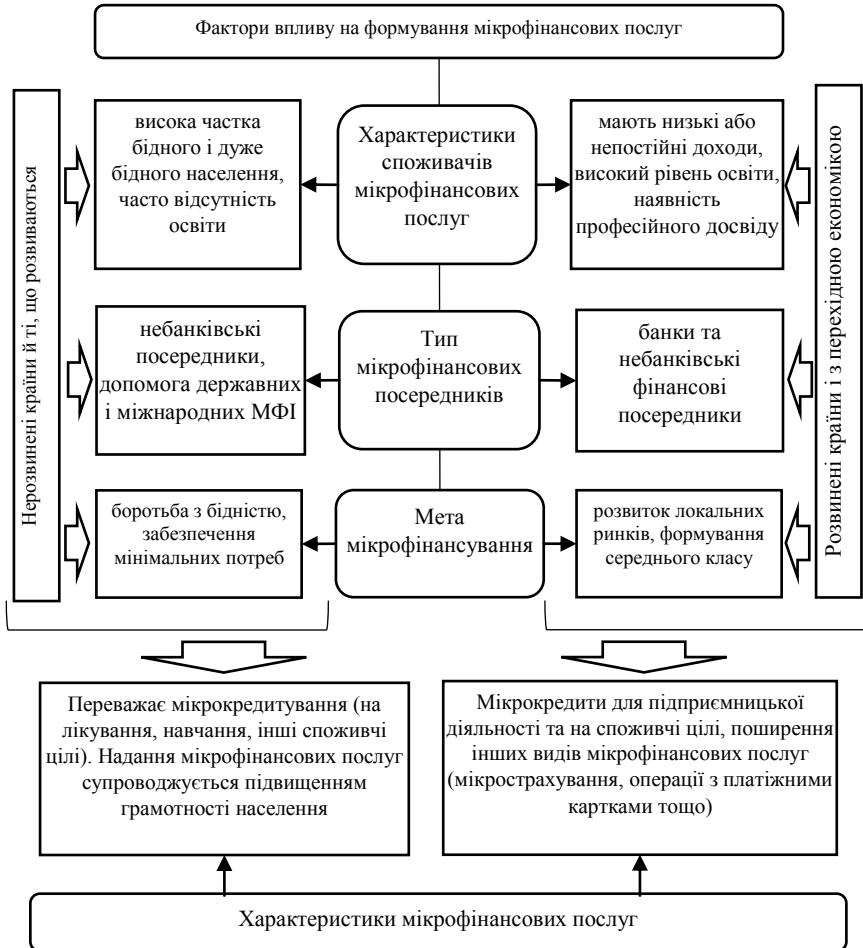 Фактори впливу на формування мікрофінансових послуг
Нерозвинені країни й ті, що розвиваються
висока частка
бідного і дуже
бідного населення,
часто відсутність
освіти
Характеристики
споживачів
мікрофінансових
послуг
мають низькі або
непостійні доходи,
високий рівень освіти,
наявність
професійного досвіду
Розвинені країни і з перехідною економікою
небанківські
посередники,
допомога державних
і міжнародних МФІ
Тип
мікрофінансових
посередників
банки та
небанківські
фінансові
посередники
боротьба з бідністю,
забезпечення
мінімальних потреб
Мета
мікрофінансування
розвиток локальних
ринків, формування
середнього класу
Переважає мікрокредитування (на
лікування, навчання, інші споживчі
цілі). Надання мікрофінансових послуг
супроводжується підвищенням
грамотності населення
Мікрокредити для підприємницької
діяльності та на споживчі цілі, поширення
інших видів мікрофінансових послуг
(мікрострахування, операції з платіжними
картками тощо)
Характеристики мікрофінансових послуг